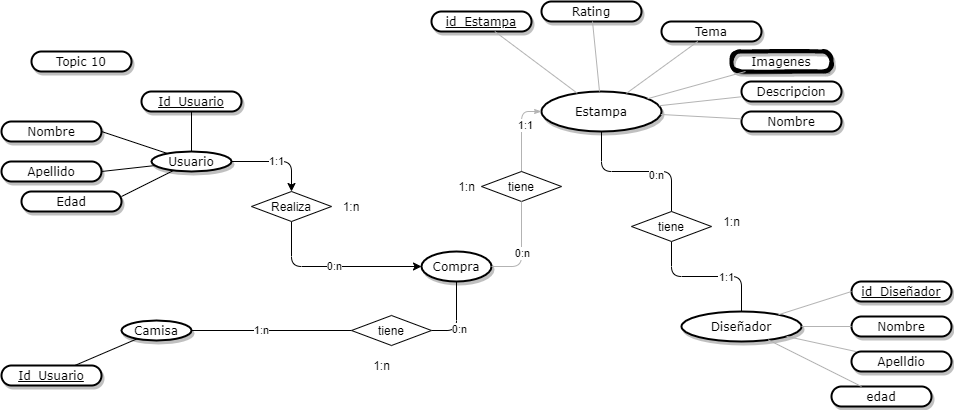 id_Estampa
Rating
Tema
Topic 10
Imagenes
Id_Usuario
Descripcion
Nombre
Estampa
Nombre
1:1
Usuario
1:1
Apellido
0:n
1:n
tiene
Edad
Realiza
1:n
1:n
tiene
0:n
0:n
Compra
1:1
id_Diseñador
Camisa
1:n
tiene
0:n
Diseñador
Nombre
1:n
Apelldio
Id_Usuario
edad